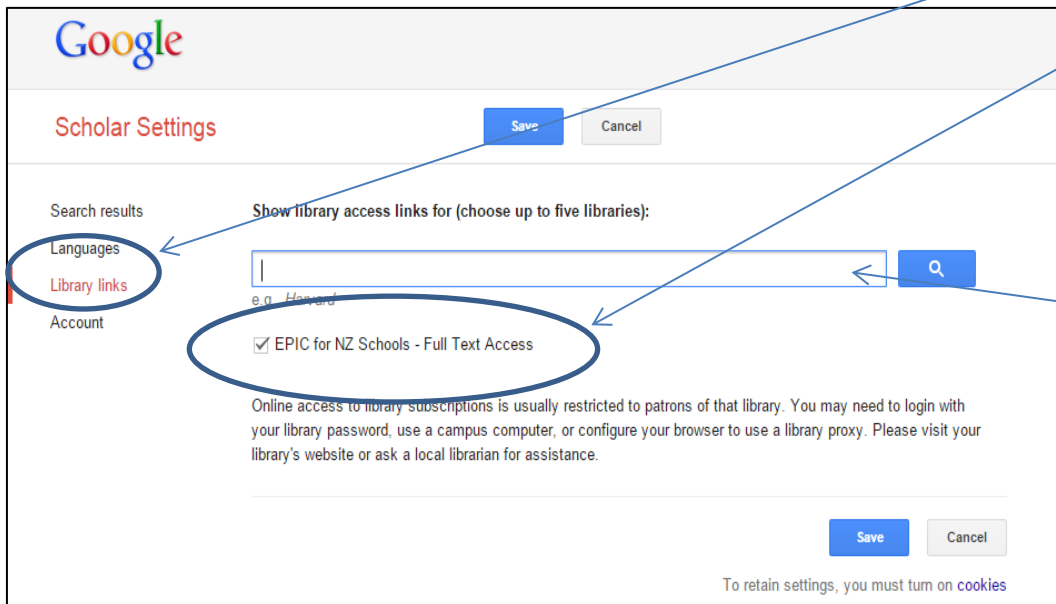 Google
Scholar Settings
Save
Cancel
Search results
Languages
Library links
Account
Show library access links for (choose up to five libraries):
e.g., Harvard
EPIC for NZ Schools - Full Text Access
Online access to library subscriptions is usually restricted to patrons of that library. You may need to login with
your library password, use a campus computer, or configure your browser to use a library proxy. Please visit your
library's website or ask a local librarian for assistance.
Save
Cancel
To retain settings, you must turn on cookies